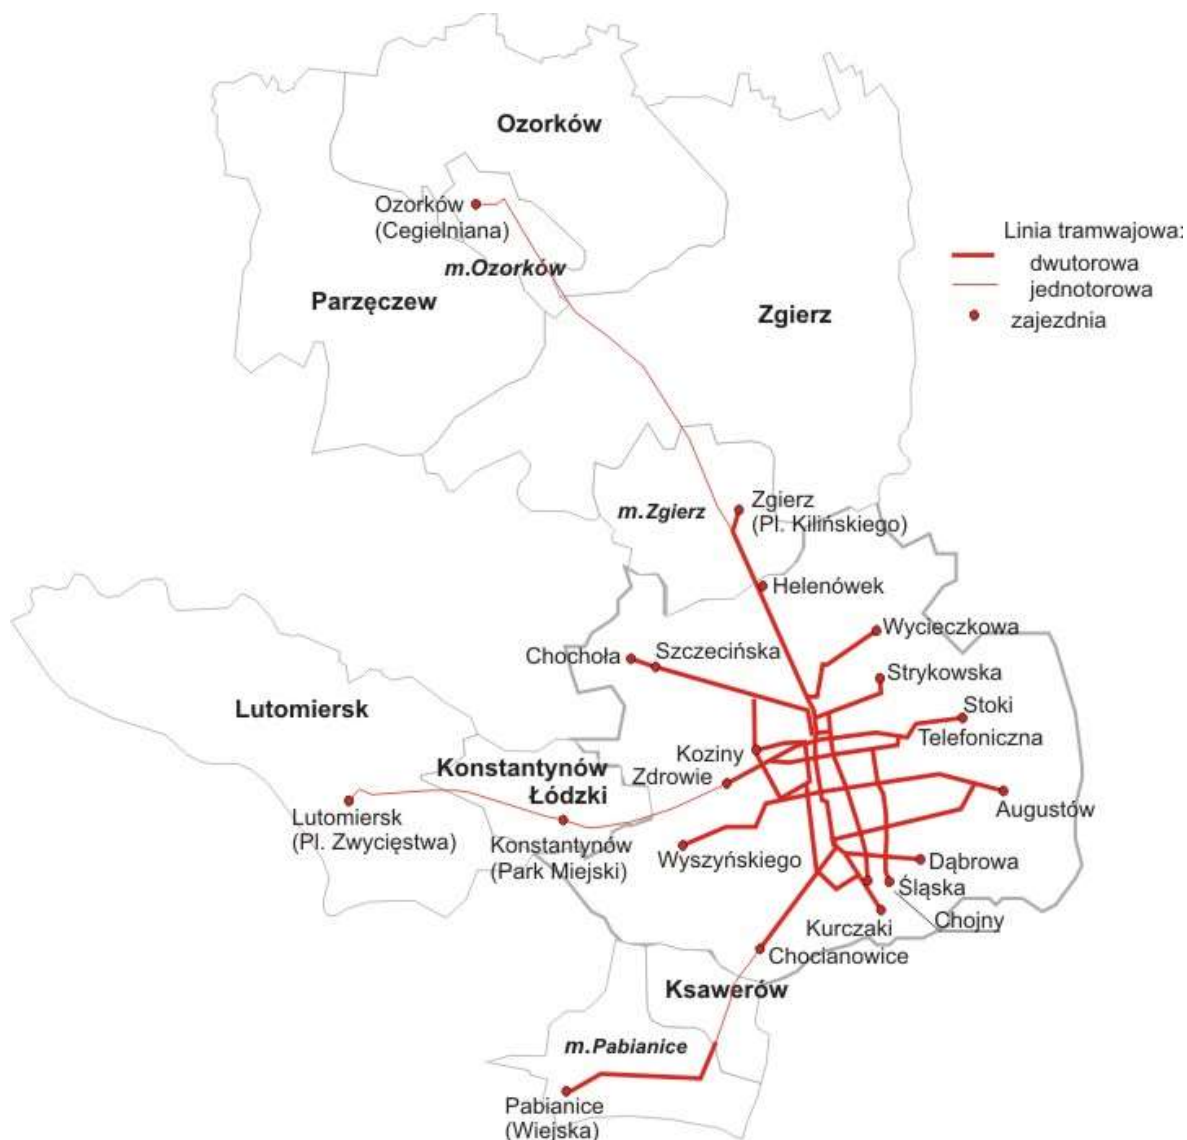 Ozorków
Ozorków
(Cegielniana)
m.Ozorków
Parzęczew
Zgierz
Linia tramwajowa:
dwutorowa
jednotorowa
zajezdnia
m.Zgierz
Zgierz
(Pl. Kilińskiego)
Helenówek
Wycieczkowa
Chochoła
Szczecińska
Strykowska
Lutomiersk
Stoki
Telefoniczna
Koziny
Konstantynów
Łódzki
Zdrowie
Augustów
Lutomiersk
(Pl. Zwycięstwa)
Konstantynów
(Park Miejski)
Wyszyńskiego
Dąbrowa
Śląska
Chojny
Kurczaki
Chocianowice
Ksawerów
m.Pabianice
Pabianice
(Wiejska)